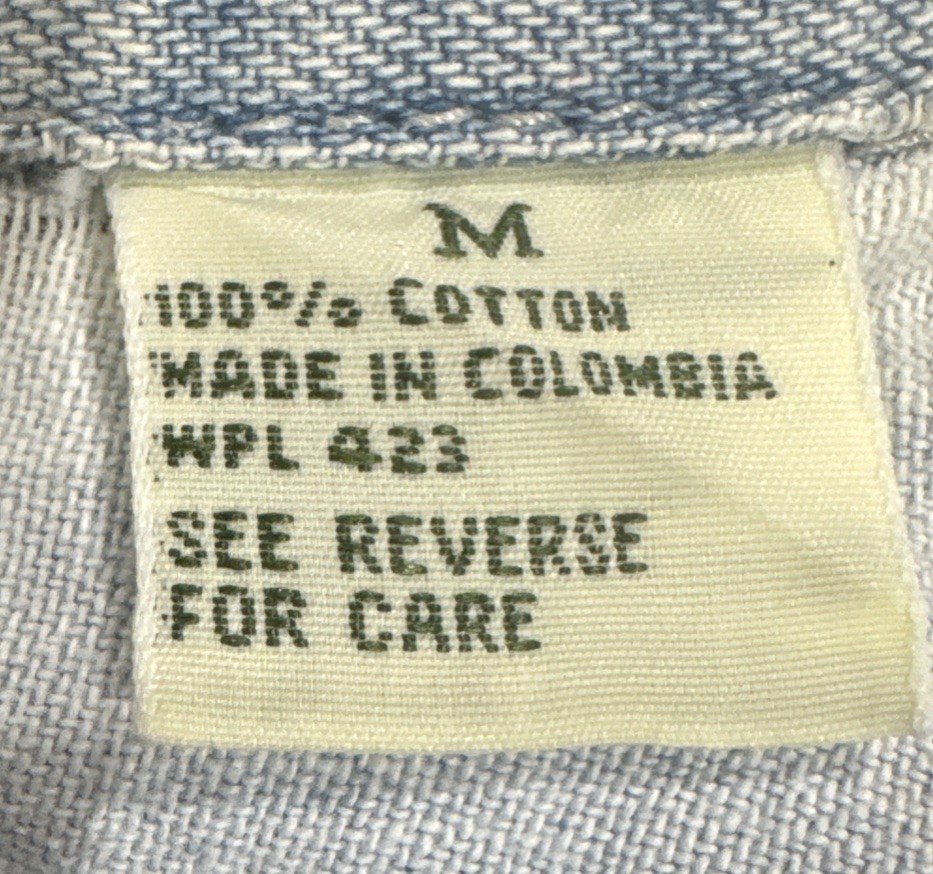 M
100% COTTON
MADE IN COLOMBIA
WPL 423
SEE REVERSE
FOR CARE